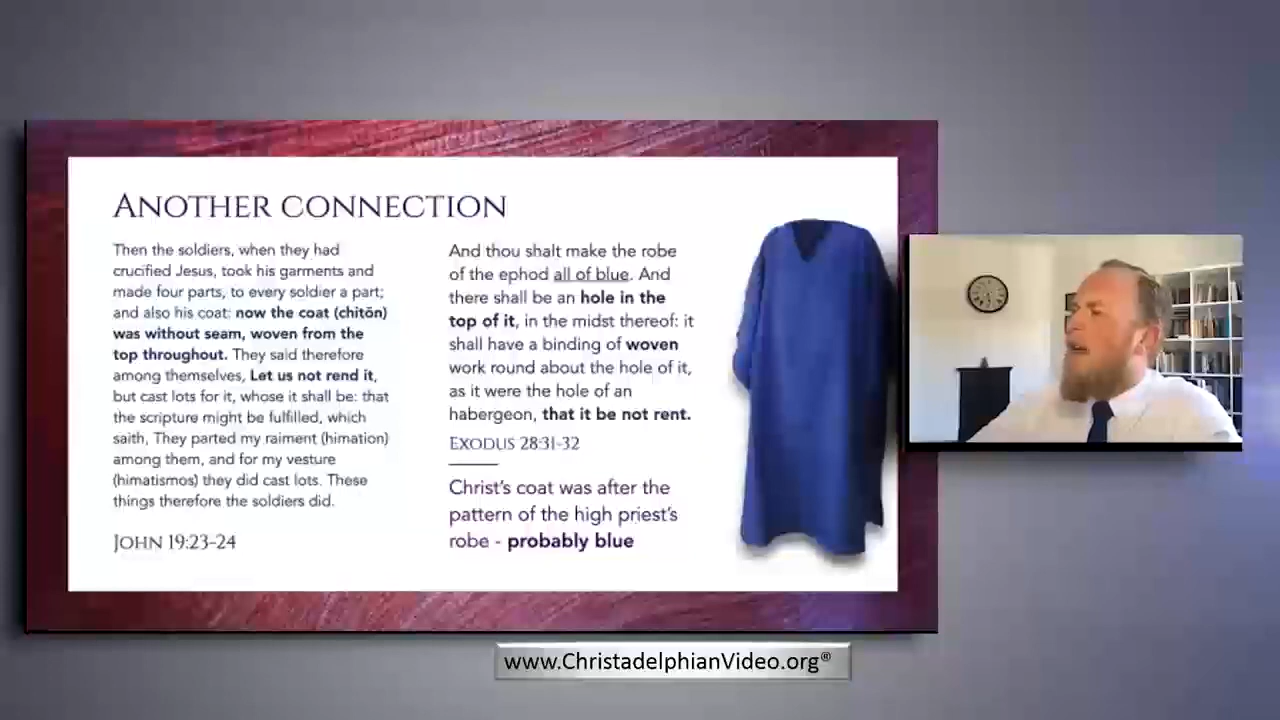 ANOTHER CONNECTION
Then the soldiers, when they had
crucified Jesus, took his garments and
made four parts, to every soldier a part;
and also his coat: now the coat (chitōn)
was without seam, woven from the
top throughout. They said therefore
among themselves, Let us not rend it,
but cast lots for it, whose it shall be: that
the scripture might be fulfilled, which
saith, They parted my raiment (himation)
among them, and for my vesture
(himatismos) they did cast lots. These
things therefore the soldiers did.
JOHN 19:23-24
And thou shalt make the robe
of the ephod all of blue. And
there shall be an hole in the
top of it, in the midst thereof: it
shall have a binding of woven
work round about the hole of it,
as it were the hole of an
habergeon, that it be not rent.
EXODUS 28:31-32
Christ's coat was after the
pattern of the high priest's
robe - probably blue
www.ChristadelphianVideo.org®